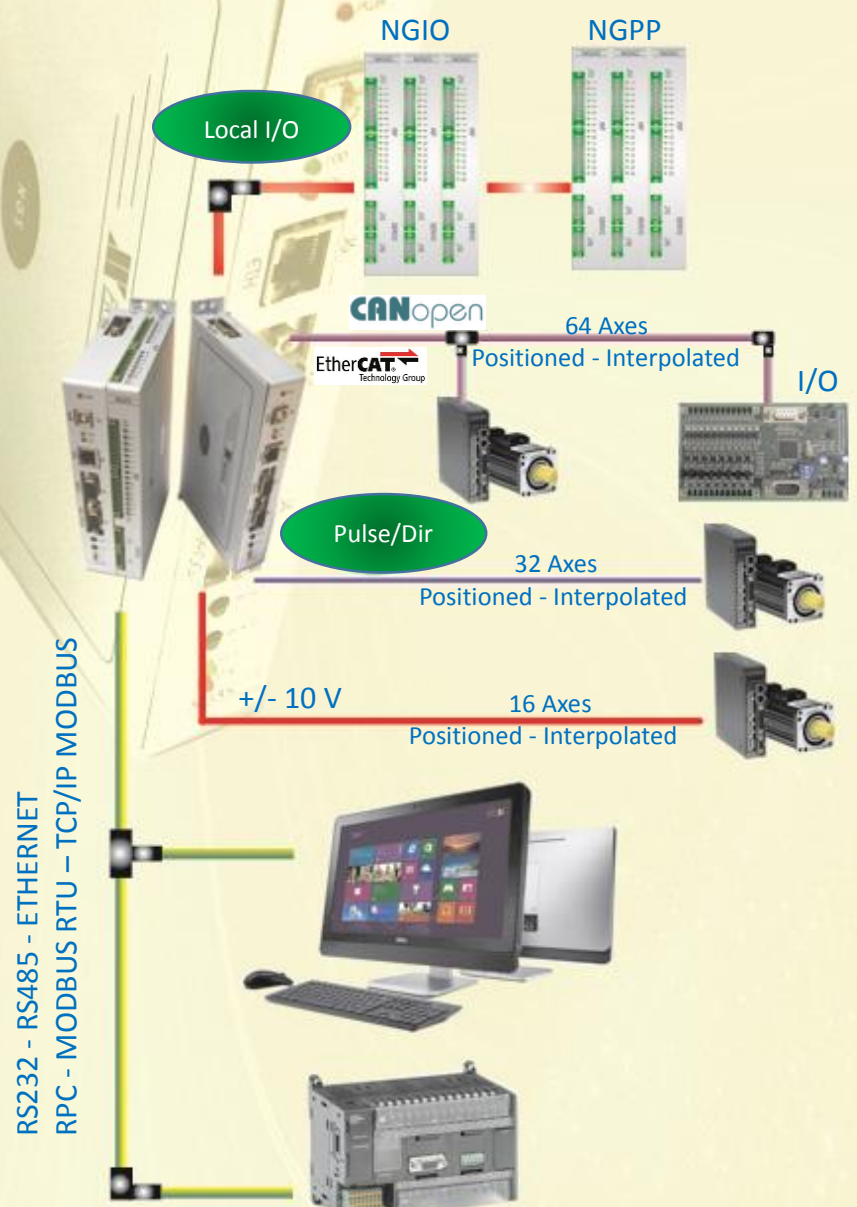 NGIO
NGPP
Local I/O
CANopen
64 Axes
Positioned - Interpolated
EtherCAT
Technology Group
I/O
Pulse/Dir
32 Axes
Positioned - Interpolated
+/- 10 V
16 Axes
Positioned - Interpolated
RS232 - RS485 - ETHERNET
RPC - MODBUS RTU – TCP/IP MODBUS
ETH